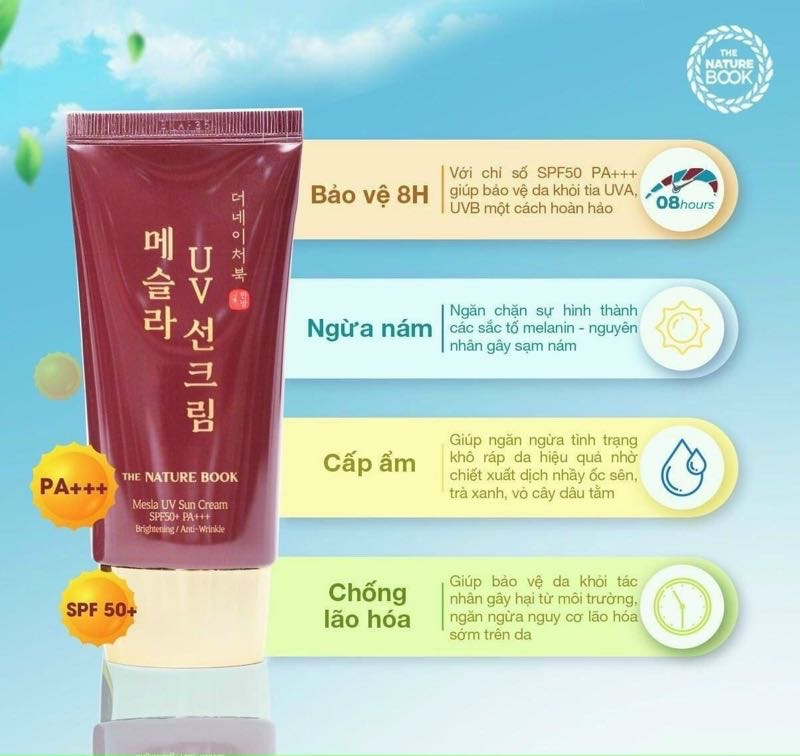 THE
NATURE
BOOK
더네이처북
메슬라
UV 선크림
THE NATURE BOOK
Mesla UV Sun Cream
SPF50+ PA+++
Brightening / Anti-Wrinkle
PA+++
SPF 50+
Bảo vệ 8H
Với chỉ số SPF50 PA+++
giúp bảo vệ da khỏi tia UVA,
UVB một cách hoàn hảo
08hours
Ngừa nám
Ngăn chặn sự hình thành
các sắc tố melanin - nguyên
nhân gây sạm nám
Cấp ẩm
Giúp ngăn ngừa tình trạng
khô ráp da hiệu quả nhờ
chiết xuất dịch nhầy ốc sên,
trà xanh, vỏ cây dâu tằm
Chống
lão hóa
Giúp bảo vệ da khỏi tác
nhân gây hại từ môi trường,
ngăn ngừa nguy cơ lão hóa
sớm trên da